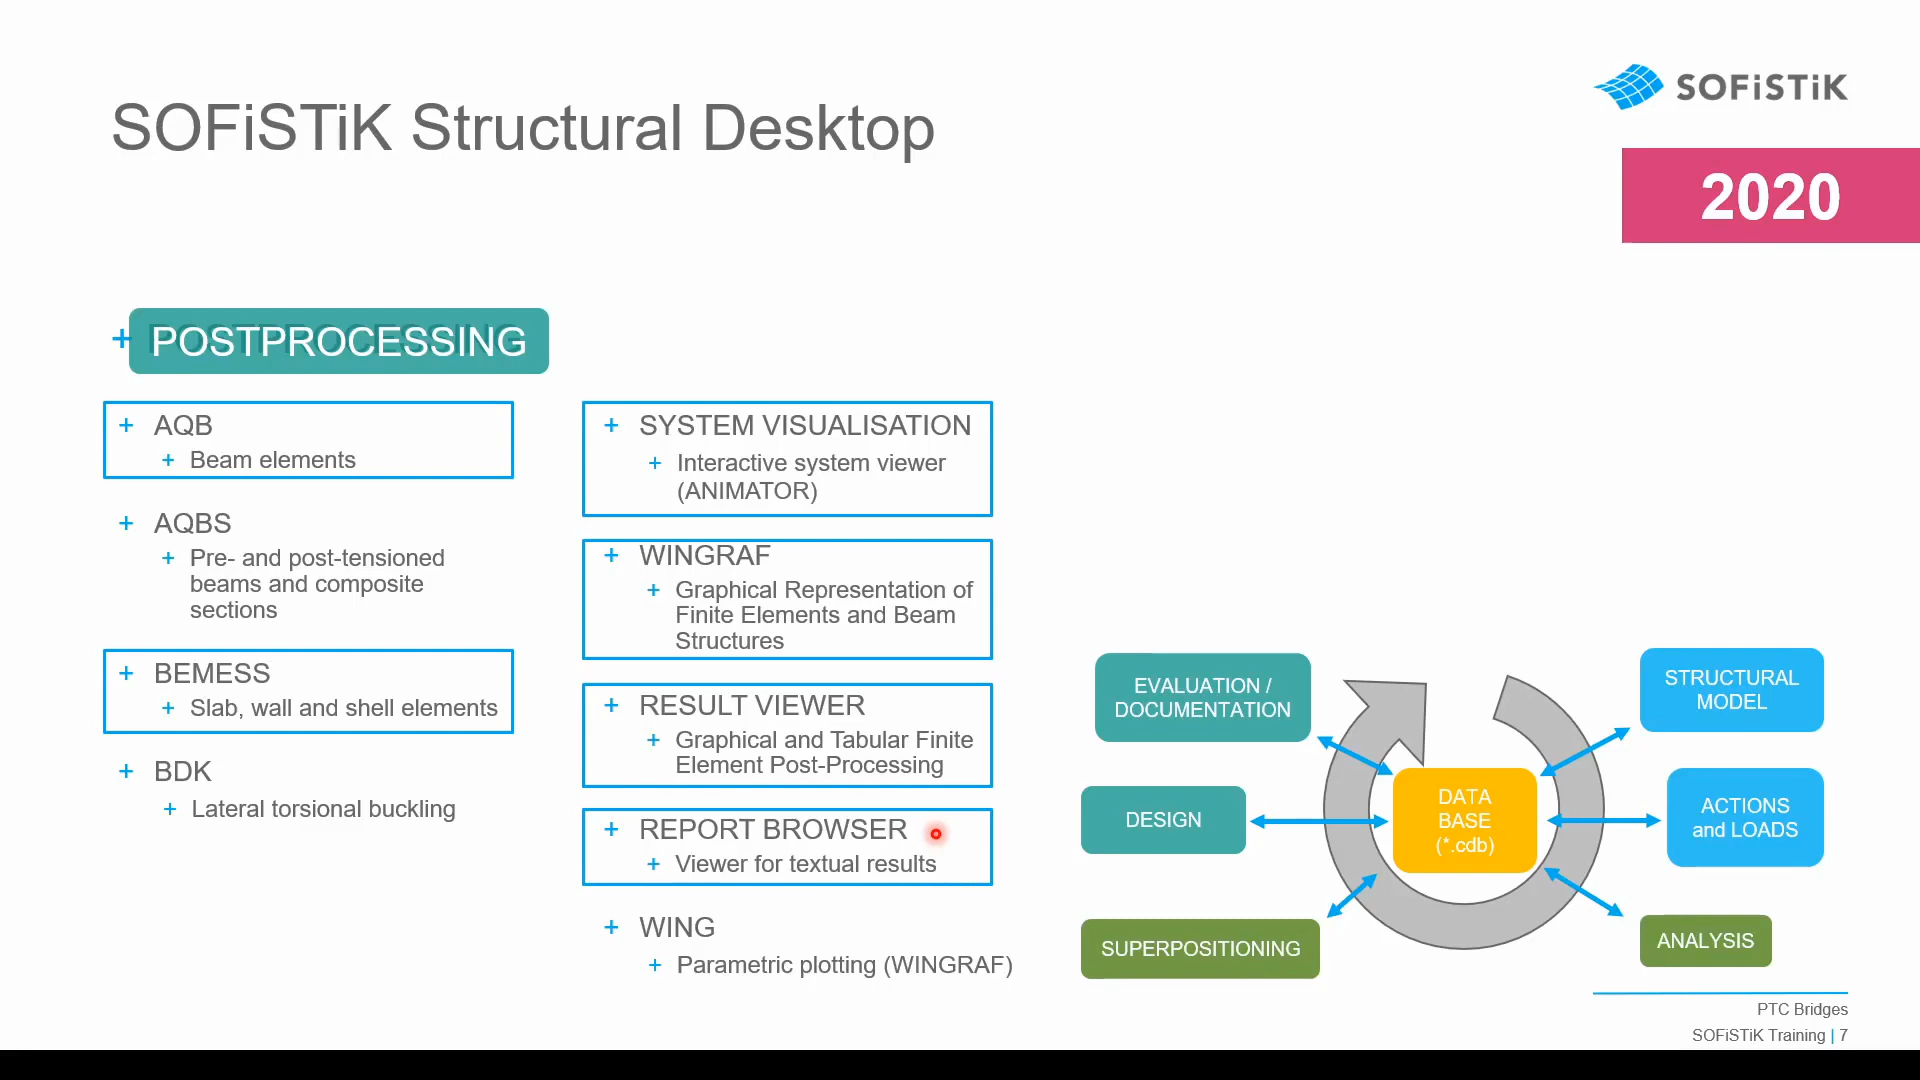 SOFiSTiK
SOFiSTiK Structural Desktop
2020
+ POSTPROCESSING
+ AQB
+ Beam elements
+ AQBS
+ Pre- and post-tensioned
beams and composite
sections
+ BEMESS
+ Slab, wall and shell elements
+ BDK
+ Lateral torsional buckling
+ SYSTEM VISUALISATION
+ Interactive system viewer
(ANIMATOR)
+ WINGRAF
+ Graphical Representation of
Finite Elements and Beam
Structures
+ RESULT VIEWER
+ Graphical and Tabular Finite
Element Post-Processing
+ REPORT BROWSER
+ Viewer for textual results
+ WING
+ Parametric plotting (WINGRAF)
EVALUATION /
DOCUMENTATION
DESIGN
SUPERPOSITIONING
DATA
BASE
(*.cdb)
STRUCTURAL
MODEL
ACTIONS
and LOADS
ANALYSIS
PTC Bridges
SOFiSTiK Training | 7